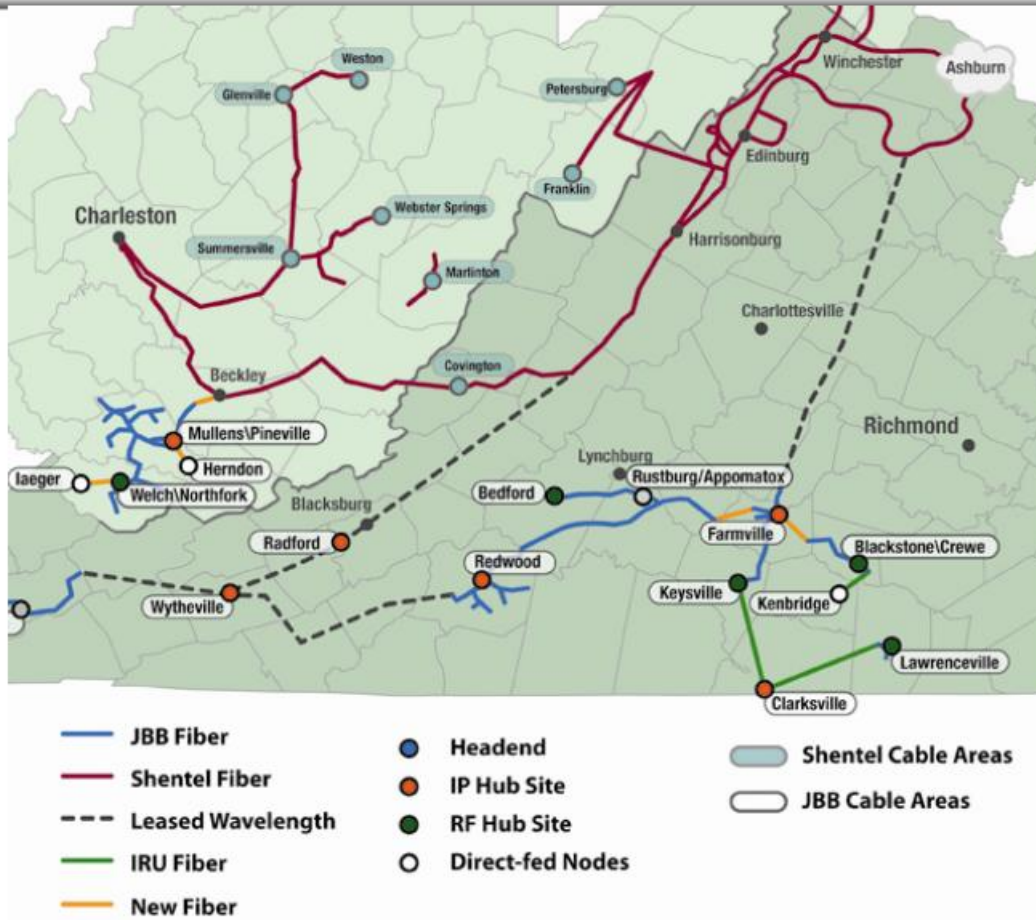 Weston
Winchester
Ashburn
Glenville
Petersburg
Edinburg
Franklin
Charleston
Webster Springs
Summersville
Harrisonburg
Marlinton
Charlottesville
Covington
Beckley
Richmond
Mullens\Pineville
Lynchburg
Herndon
Rustburg/Appomatox
Iaeger
Welch\Northfork
Bedford
Blacksburg
Farmville
Radford
Blackstone\Crewe
Redwood
Keysville
Kenbridge
Wytheville
Lawrenceville
Clarksville
JBB Fiber
Shentel Fiber
Leased Wavelength
IRU Fiber
New Fiber
Headend
IP Hub Site
RF Hub Site
Direct-fed Nodes
Shentel Cable Areas
JBB Cable Areas